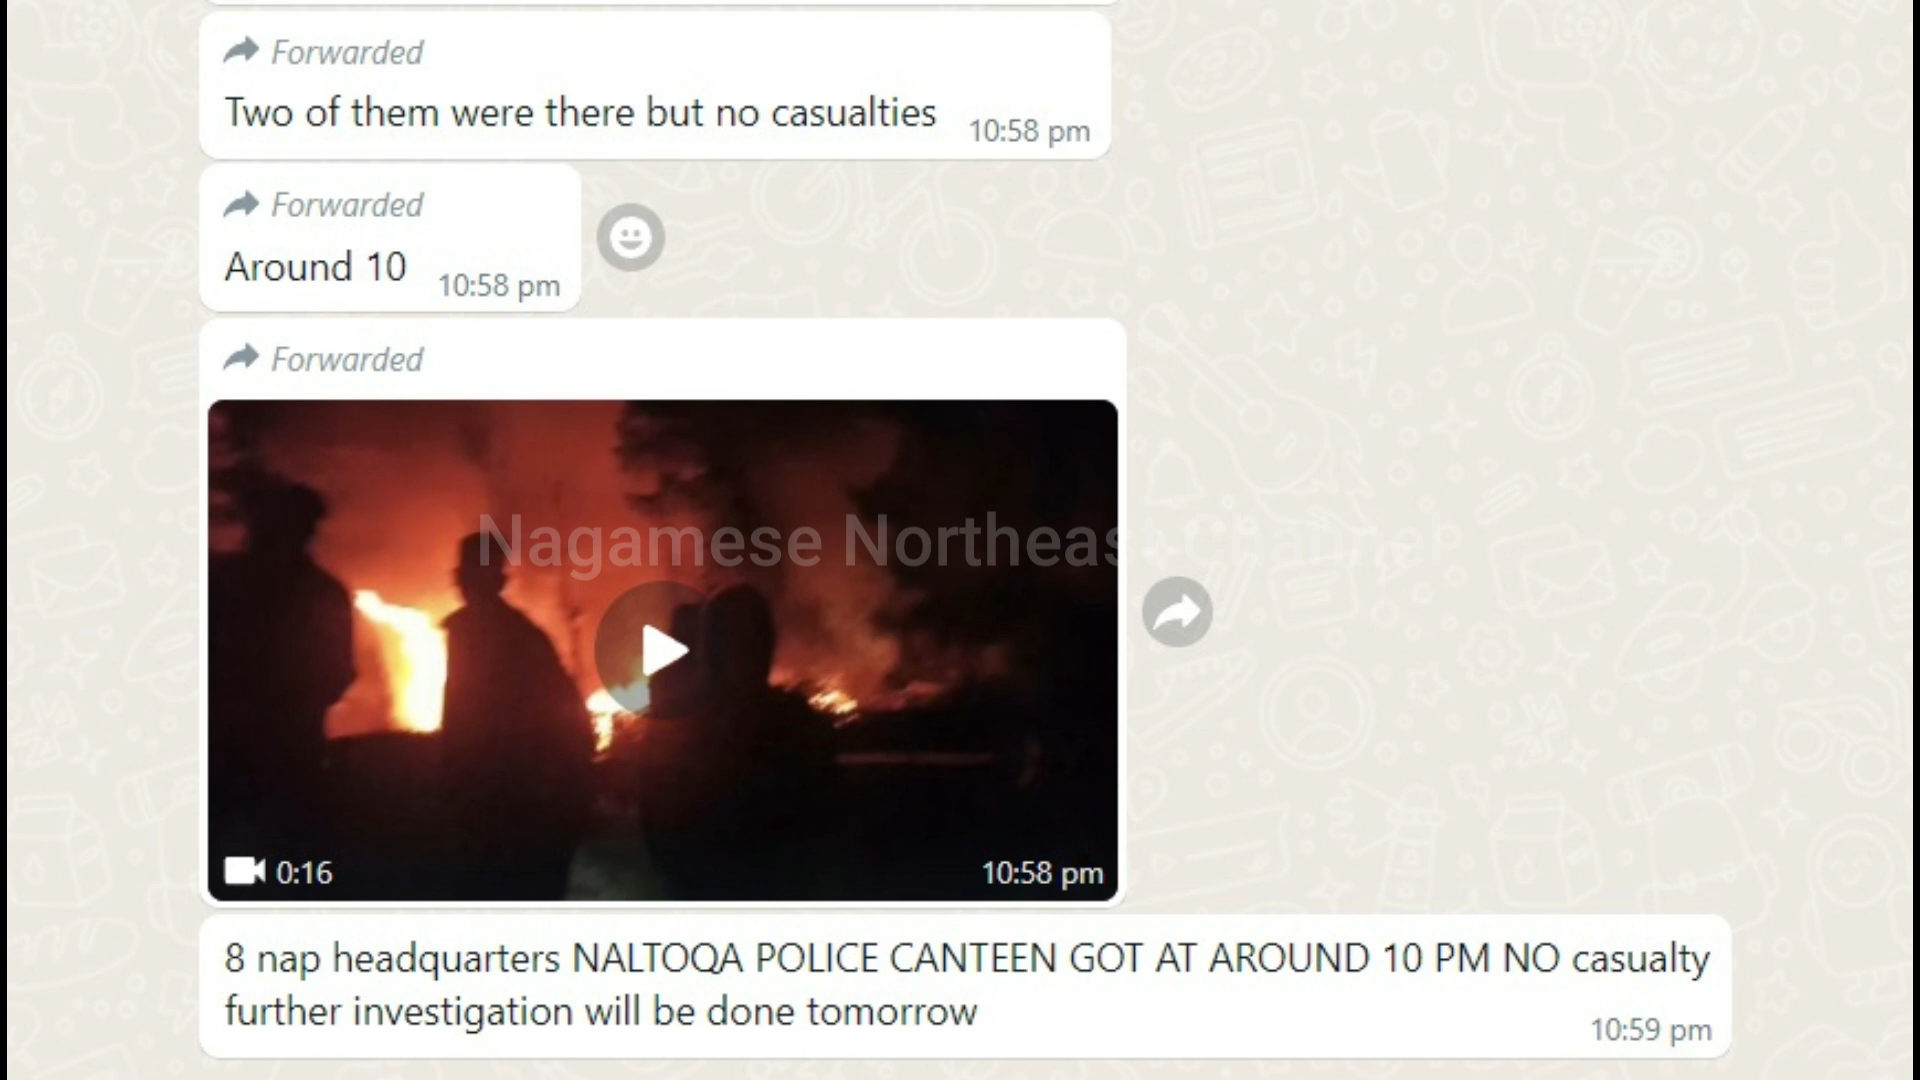 Forwarded
Two of them were there but no casualties
10:58 pm
Forwarded
Around 10
10:58 pm
Forwarded
Nagamese Northeast Channel
0:16
10:58 pm
8 nap headquarters NALTOQA POLICE CANTEEN GOT AT AROUND 10 PM NO casualty
further investigation will be done tomorrow
10:59 pm